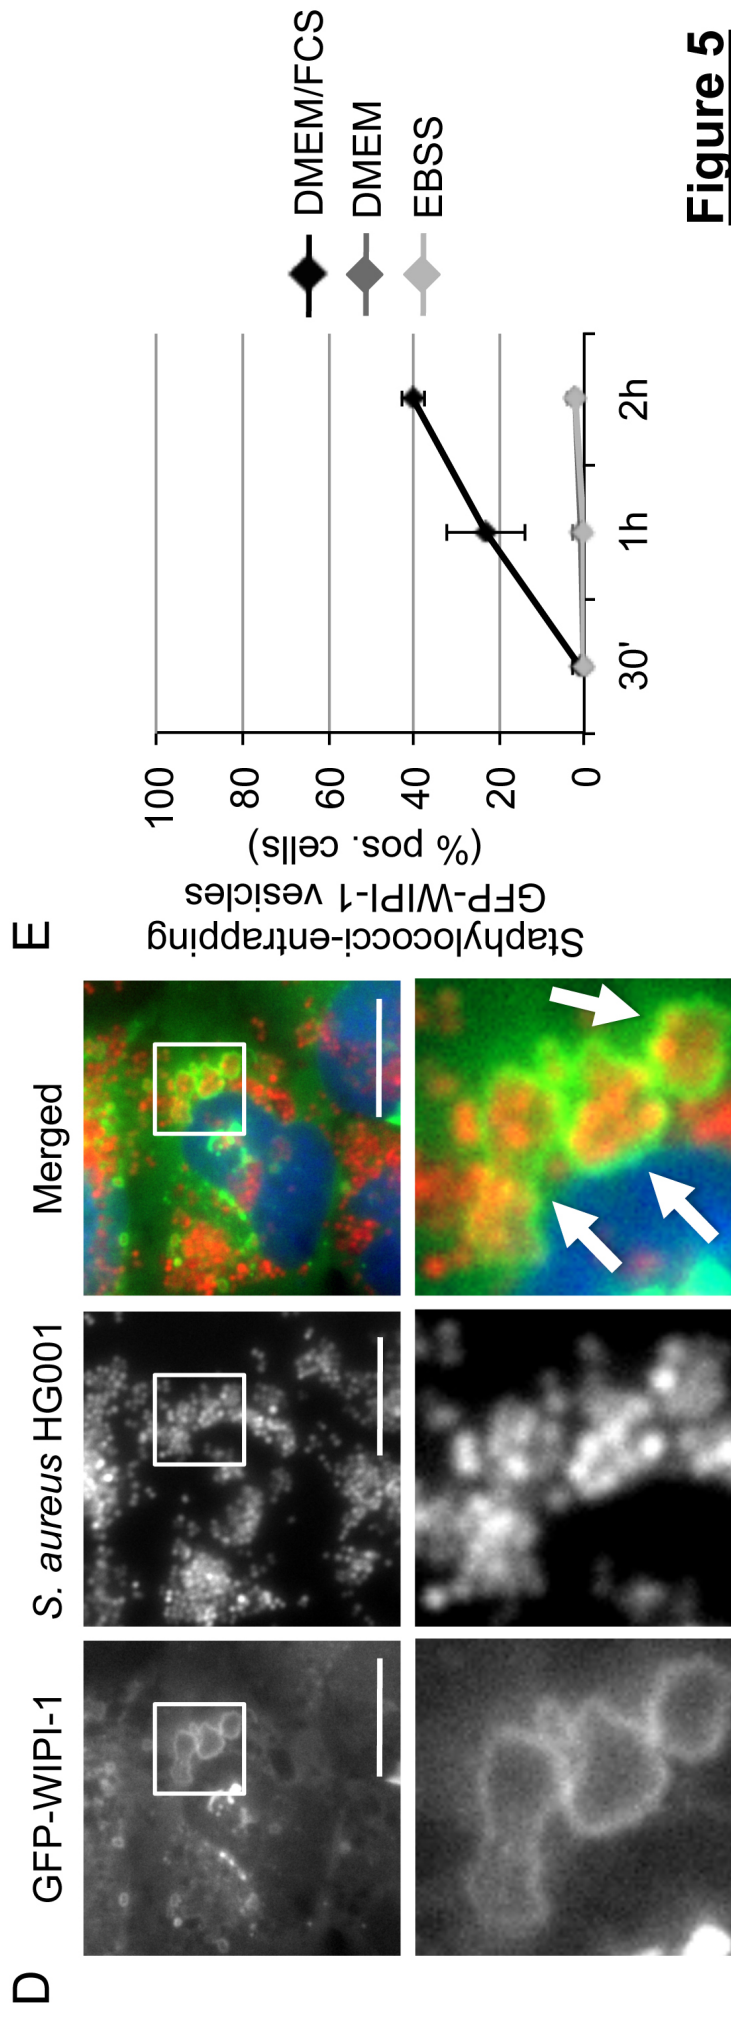 D
GFP-WIPI-1
S. aureus HG001
Merged
E
Staphylococci-entrapping
GFP-WIPI-1 vesicles
(% pos. cells)
100
80
60
40
20
0
30'
1h
2h
DMEM/FCS
DMEM
EBSS
Figure 5